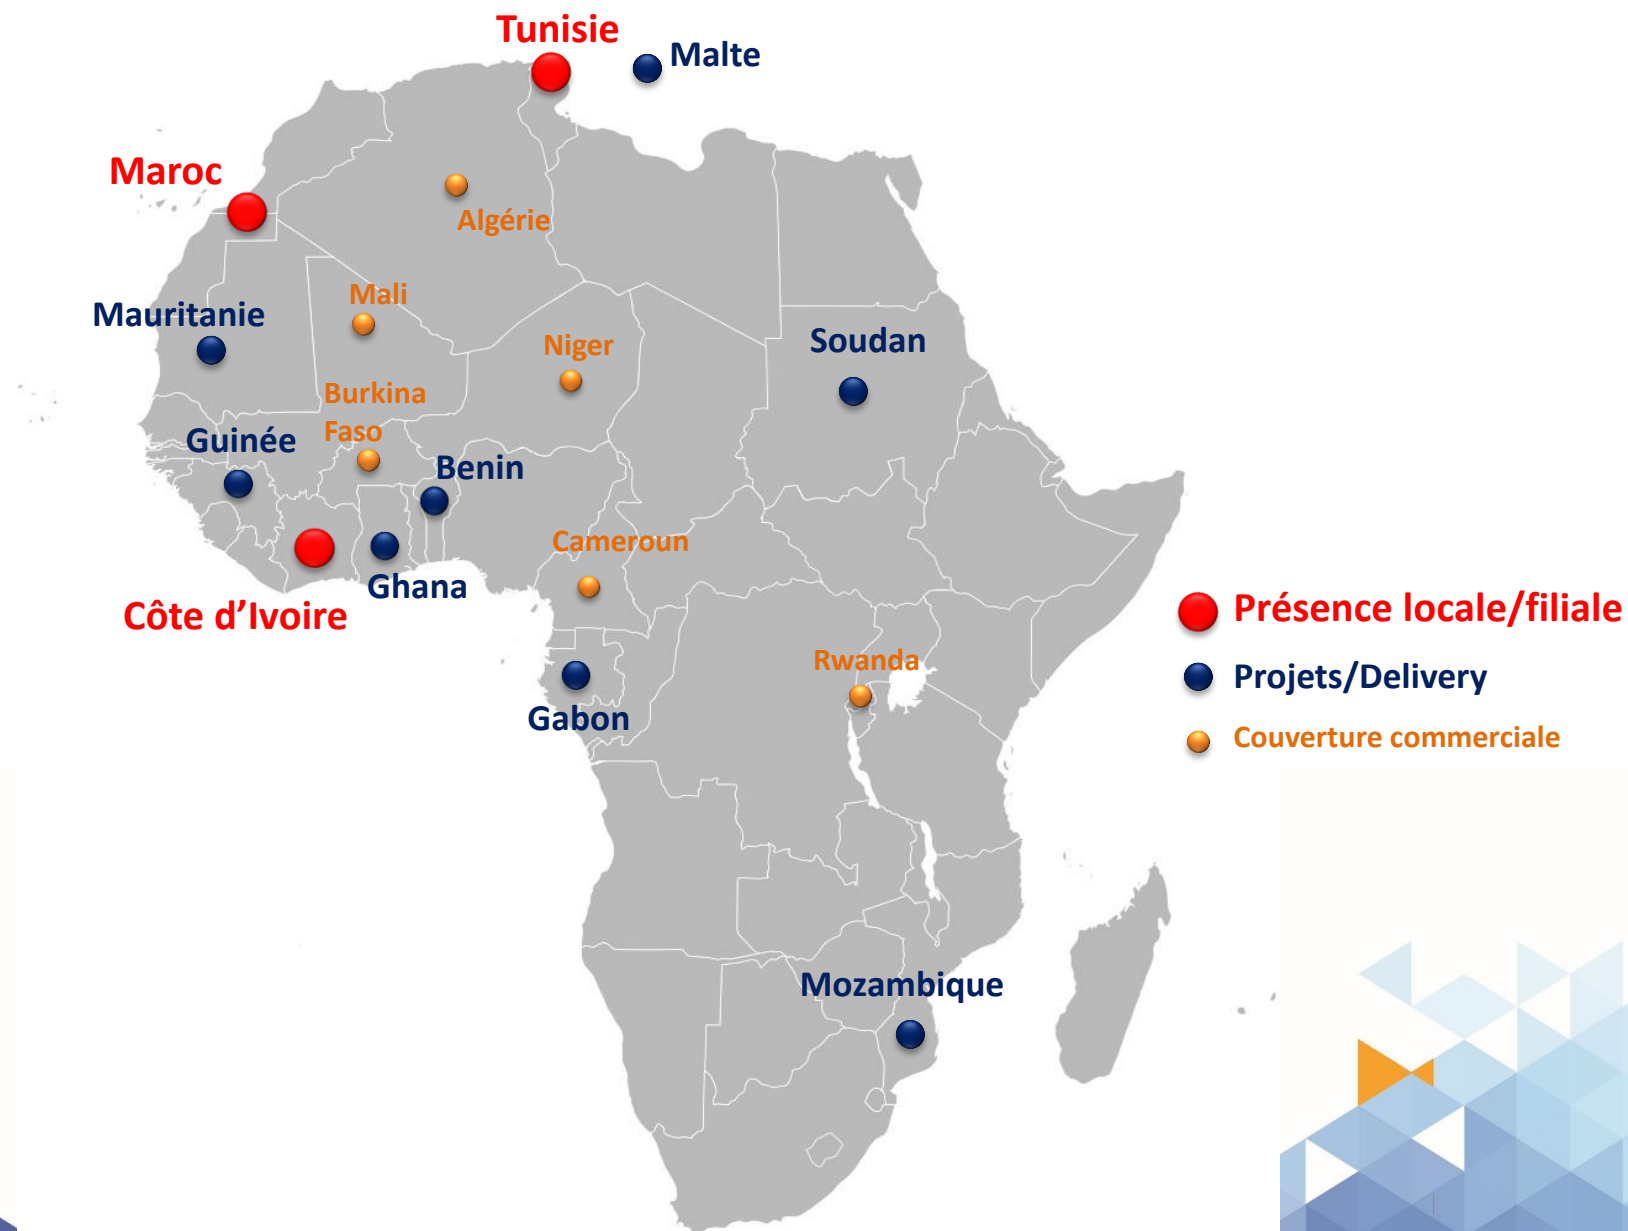 Tunisie
Malte
Maroc
Algérie
Mali
Mauritanie
Niger
Soudan
Burkina
Faso
Guinée
Benin
Cameroun
Ghana
Côte d’Ivoire
Présence locale/filiale
Rwanda
Projets/Delivery
Gabon
Couverture commerciale
Mozambique